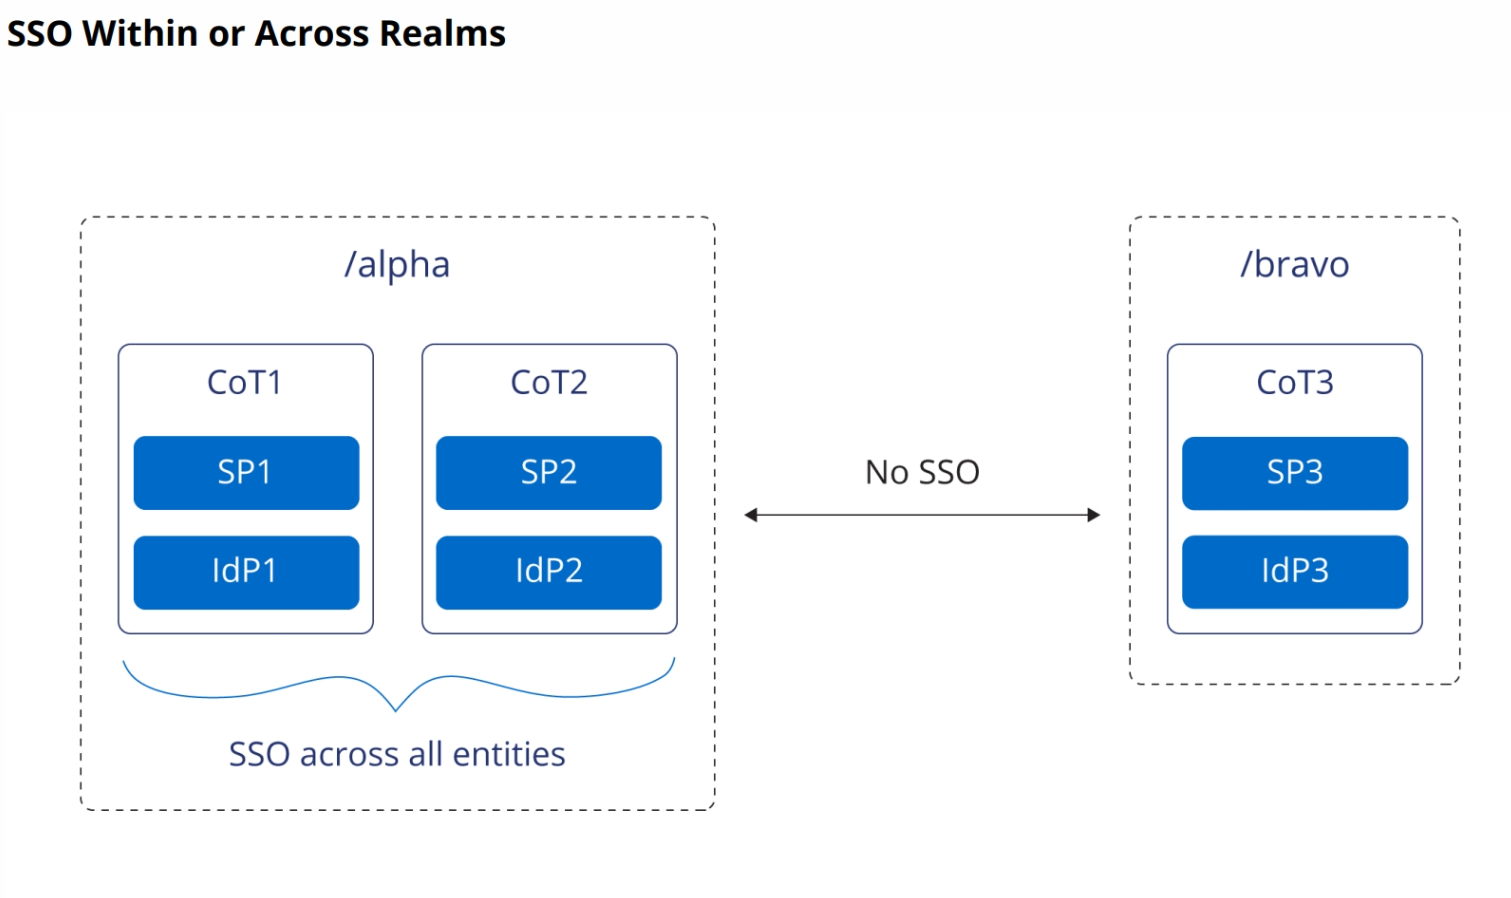 SSO Within or Across Realms
/alpha
CoT1
SP1
IdP1
CoT2
SP2
IdP2
SSO across all entities
No SSO
/bravo
CoT3
SP3
IdP3